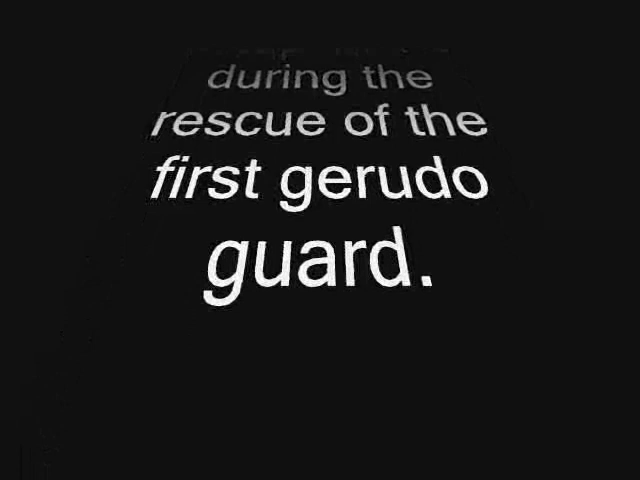 during the
rescue of the
first gerudo
guard.